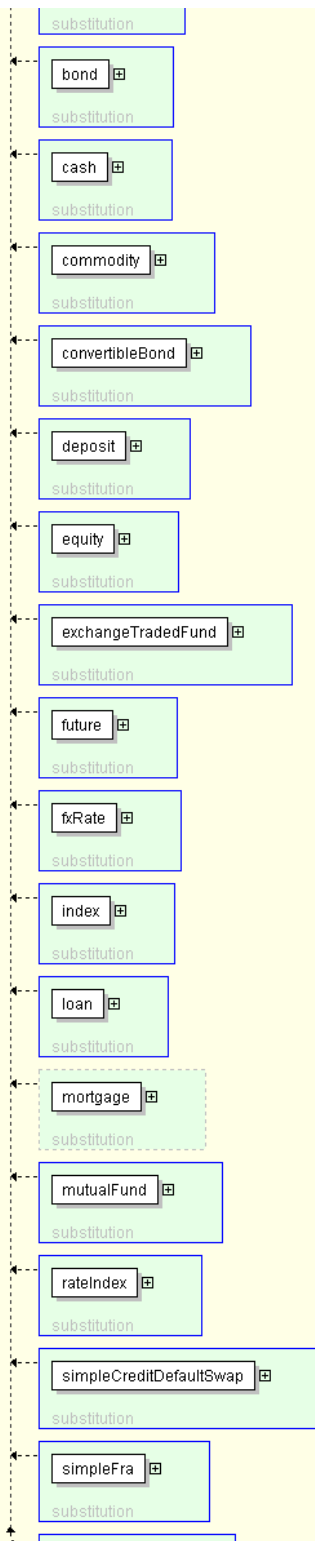 substitution
bond
substitution
cash
substitution
commodity
substitution
convertibleBond
substitution
deposit
substitution
equity
substitution
exchangeTradedFund
substitution
future
substitution
fxRate
substitution
index
substitution
loan
substitution
mortgage
substitution
mutualFund
substitution
rateIndex
substitution
simpleCreditDefaultSwap
substitution
simpleFra
substitution